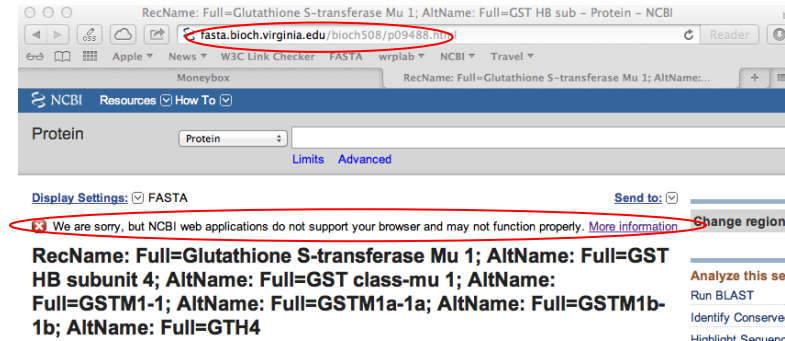 RecName: Full=Glutathione S-transferase Mu 1; AltName: Full=GST HB sub – Protein – NCBI
css fasta.bioch.virginia.edu/bioch508/p09488.html Reader
Apple News W3C Link Checker FASTA wrplab NCBI Travel
Moneybox RecName: Full=Glutathione S-transferase Mu 1; AltName:... +
NCBI Resources How To
Protein Protein
Limits Advanced
Display Settings: FASTA Send to:
We are sorry, but NCBI web applications do not support your browser and may not function properly. More information
Change region
RecName: Full=Glutathione S-transferase Mu 1; AltName: Full=GST
HB subunit 4; AltName: Full=GST class-mu 1; AltName:
Full=GSTM1-1; AltName: Full=GSTM1a-1a; AltName: Full=GSTM1b-
1b; AltName: Full=GTH4
Analyze this se
Run BLAST
Identify Conserve
Highlight Sequenc